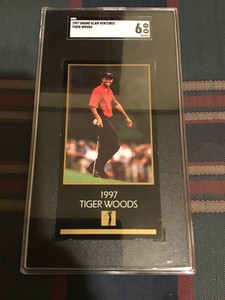 1997 GRAND SLAM VENTURES
TIGER WOODS
6
1997
TIGER WOODS